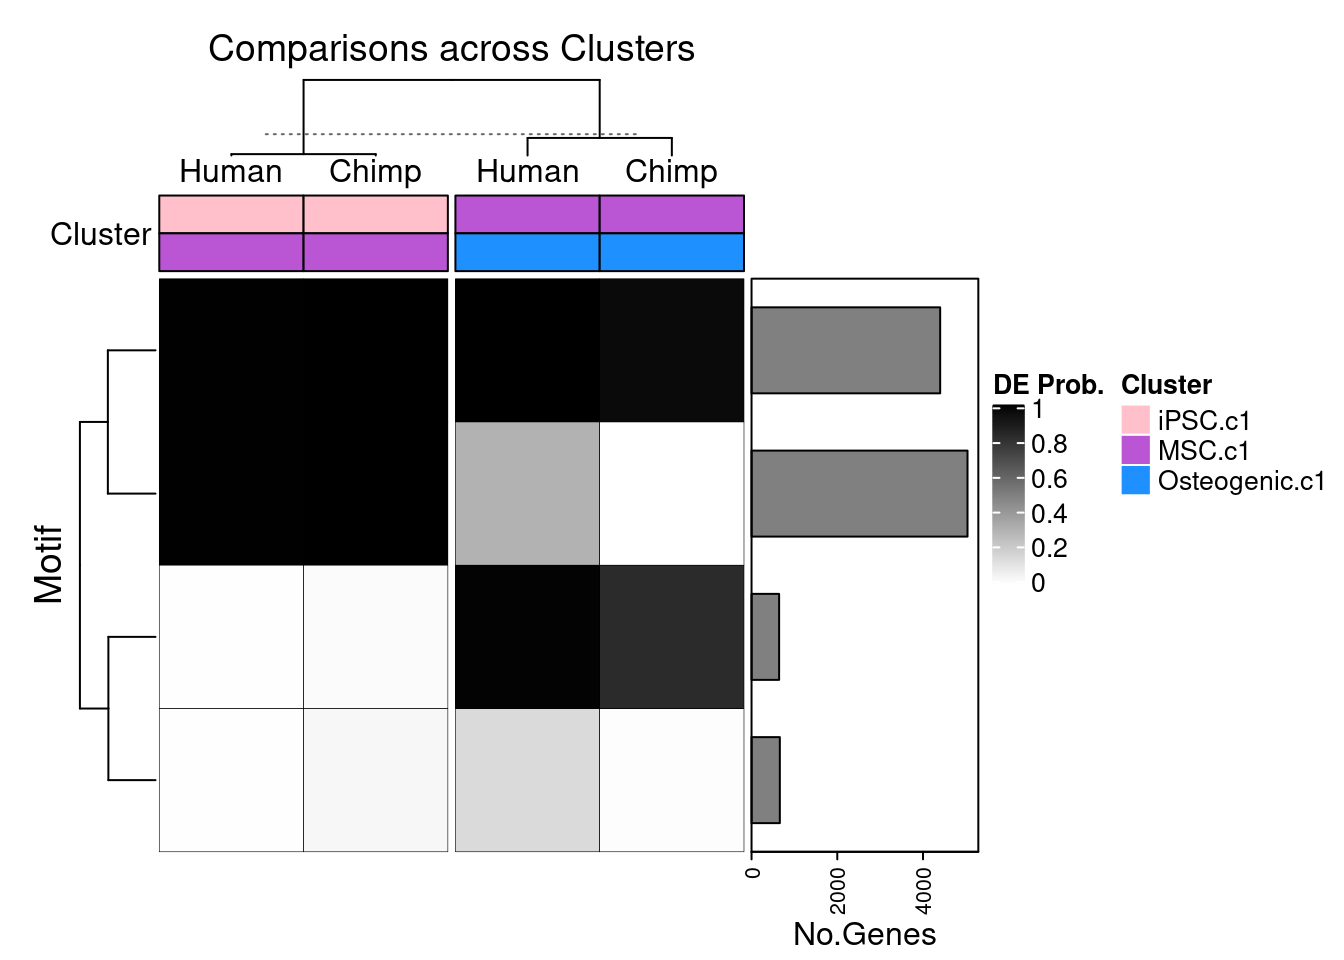 Comparisons across Clusters
Human Chimp Human Chimp
Cluster
Motif
DE Prob.
1
0.8
0.6
0.4
0.2
0
Cluster
iPSC.c1
MSC.c1
Osteogenic.c1
0 2000 4000
No.Genes